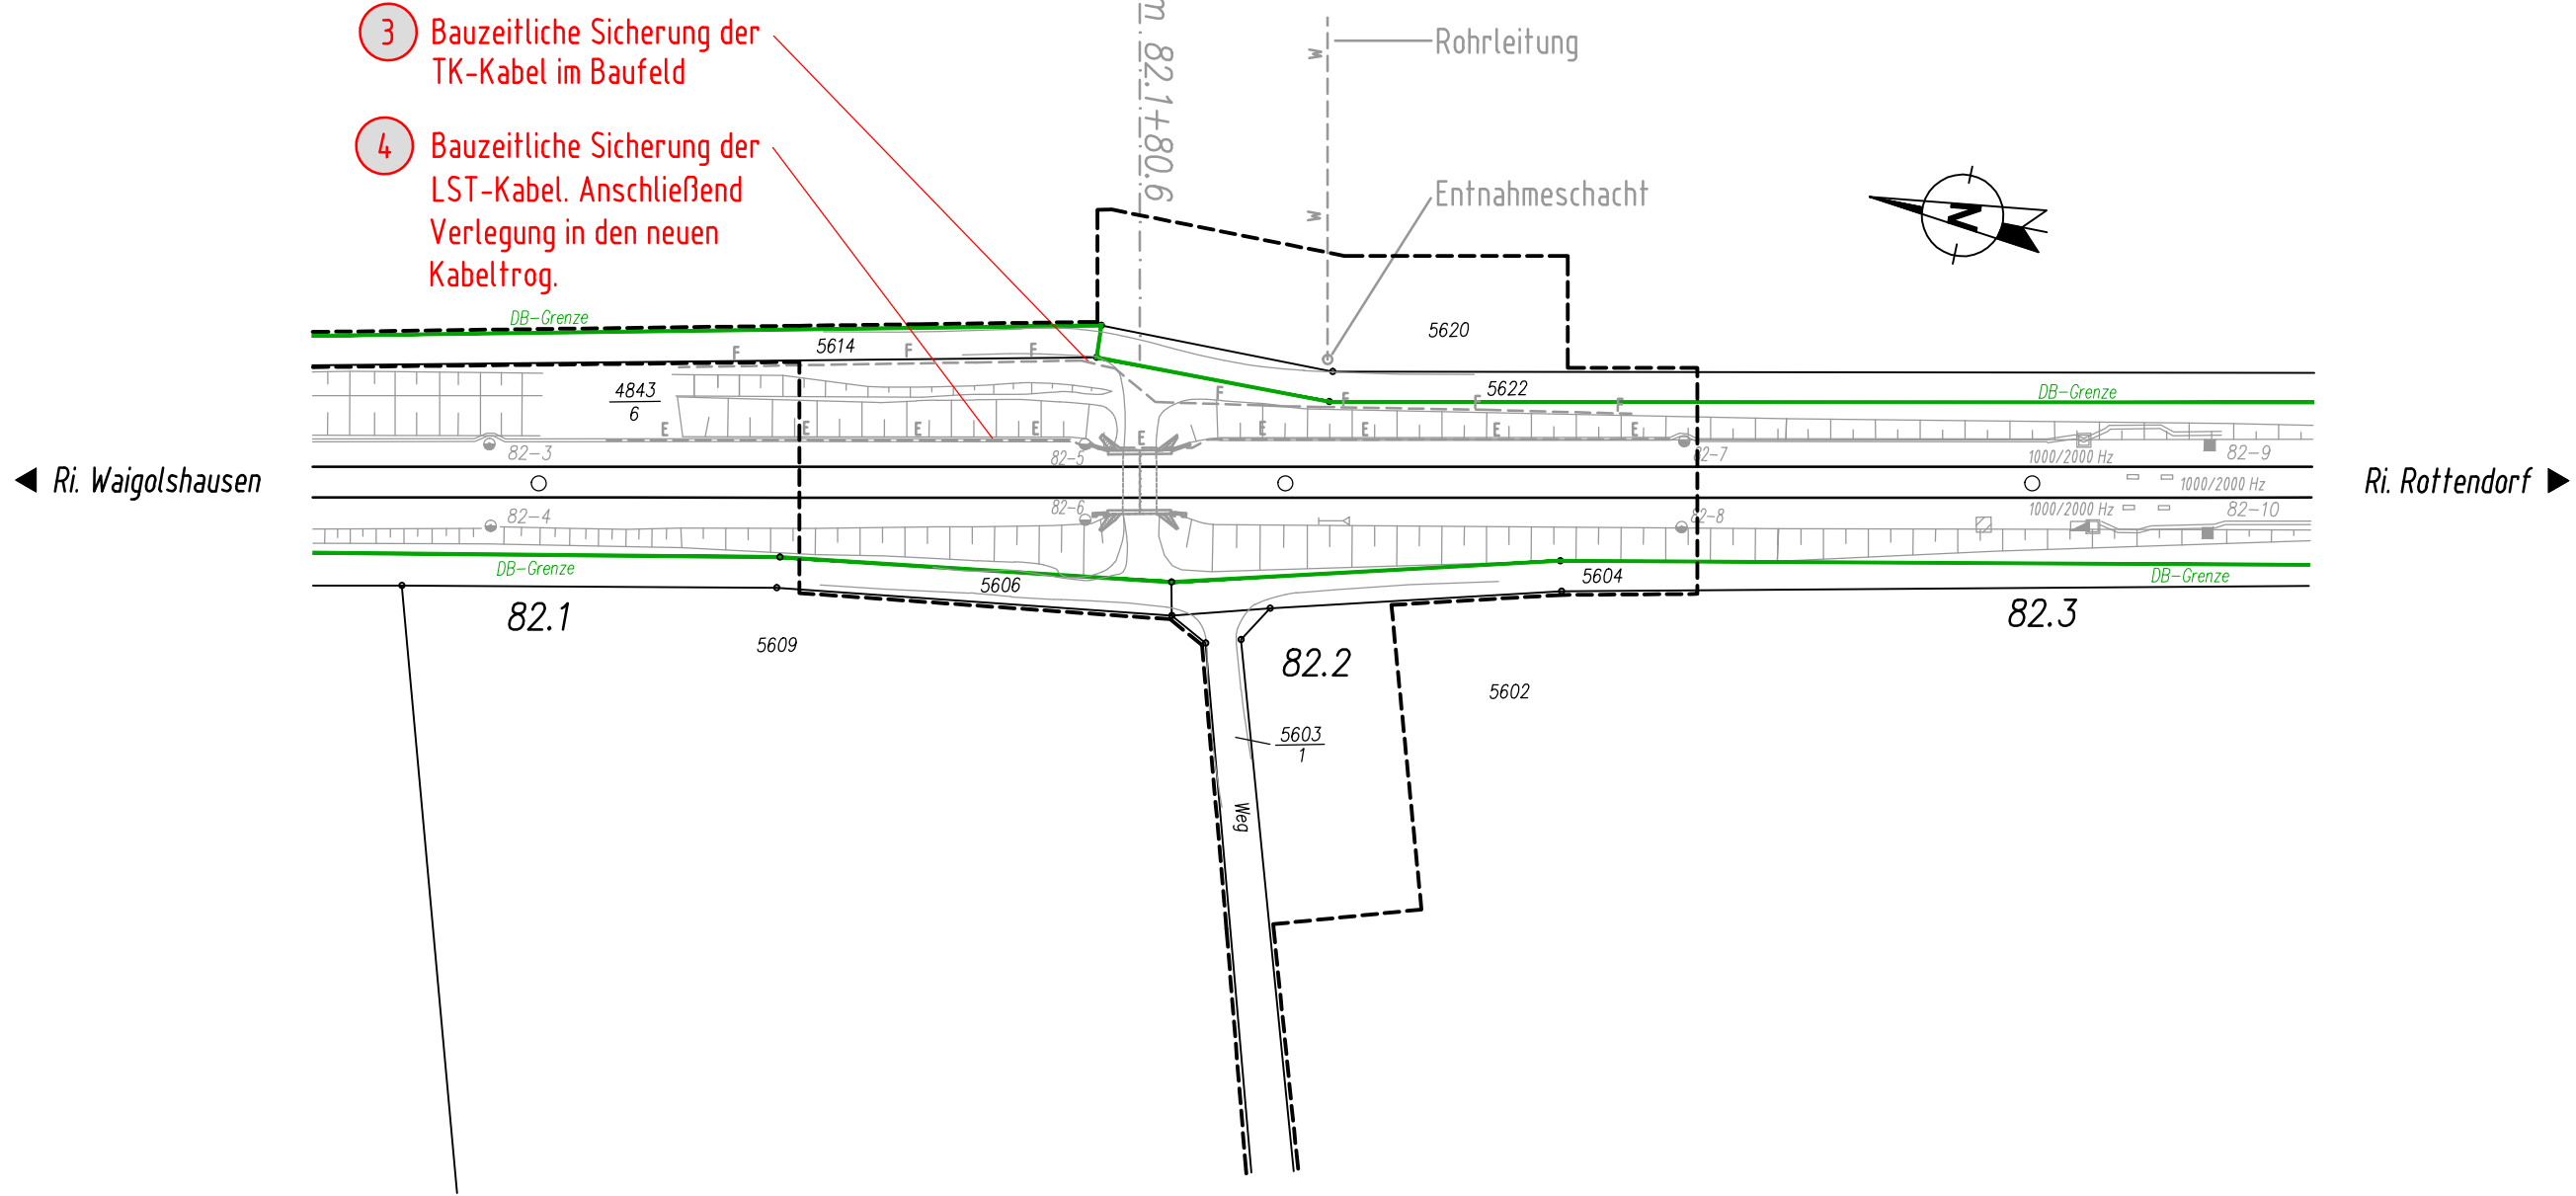 3
Bauzeitliche Sicherung der
TK-Kabel im Baufeld
4
Bauzeitliche Sicherung der
LST-Kabel. Anschließend
Verlegung in den neuen
Kabeltrog.
m 82.1+80.6
W
Rohrleitung
W
Entnahmeschacht
N
DB-Grenze
5614
5620
F
F
F
4843
6
5622
F
F
F
F
DB-Grenze
E
E
E
E
E
E
E
E
E
82-3
82-5
82-7
1000/2000 Hz
82-9
Ri. Waigolshausen
Ri. Rottendorf
1000/2000 Hz
82-4
82-6
82-8
1000/2000 Hz
82-10
DB-Grenze
5606
5604
DB-Grenze
82.1
82.2
82.3
5609
5602
5603
1
Weg